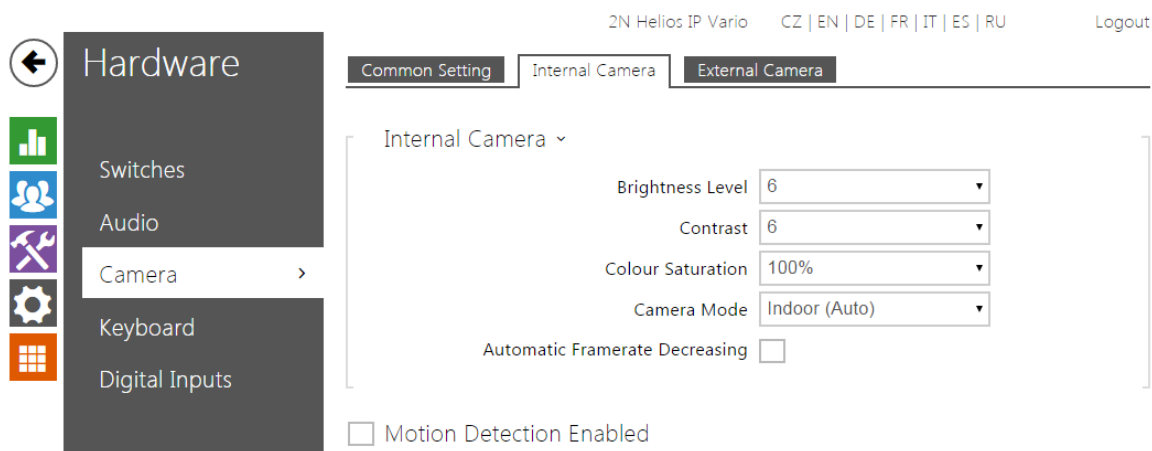 2N Helios IP Vario CZ | EN | DE | FR | IT | ES | RU Logout
Hardware
Common Setting Internal Camera External Camera
Switches
Audio
Camera
Keyboard
Digital Inputs
Internal Camera
Brightness Level 6
Contrast 6
Colour Saturation 100%
Camera Mode Indoor (Auto)
Automatic Framerate Decreasing
Motion Detection Enabled